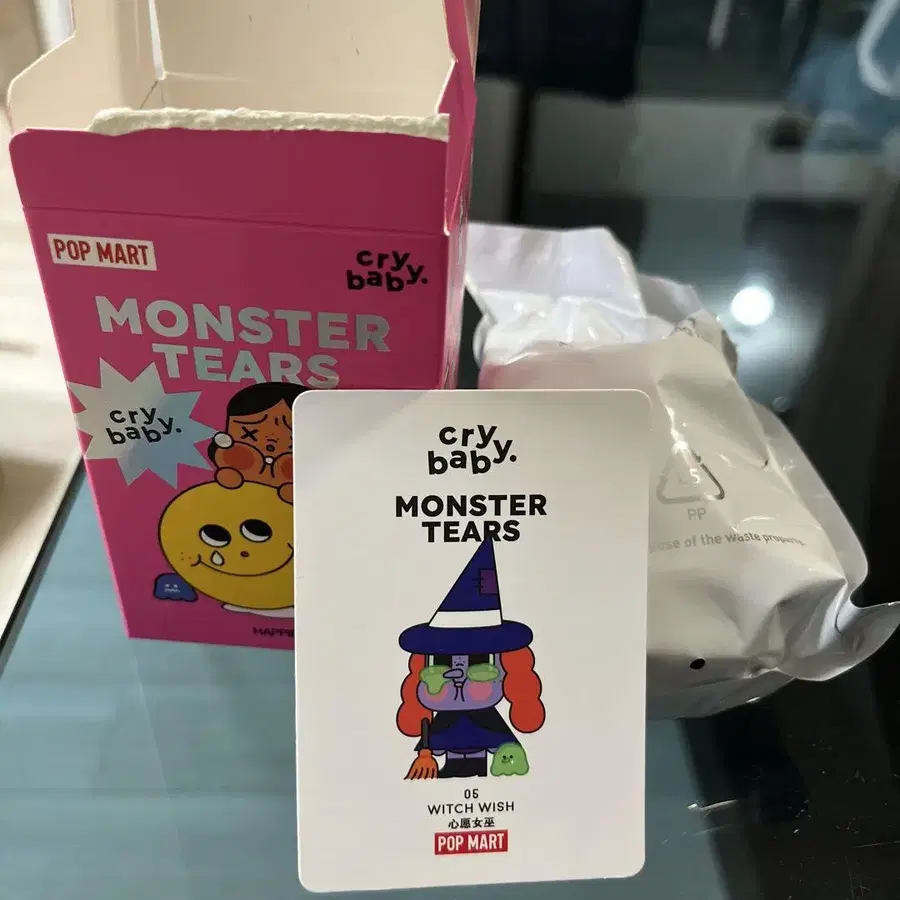 POP MART
cry
baby.
MONSTER
TEARS
cry
baby.
cry
baby.
MONSTER
TEARS
05
WITCH WISH
心愿女巫
POP MART
PP
of the waste properly.